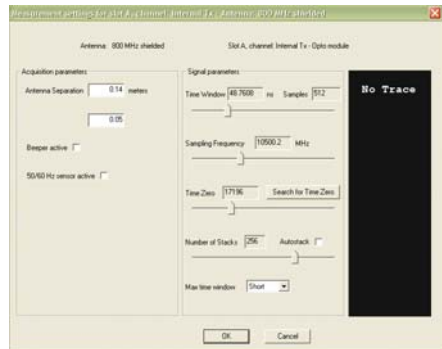 Measurement settings for slot A, channel: Internal Tx - Antenna: 800 MHz shielded
Antenna: 800 MHz shielded
Slot A, channel: Internal Tx - Opto module
Acquisition parameters
Antenna Separation 0.14 meters
0.05
Beeper active
50/60 Hz sensor active
Signal parameters
Time Window 48.7608 ns Samples 512
Sampling Frequency 10500.2 MHz
Time Zero 17196 Search for Time Zero
Number of Stacks 256 Autostack
Max time window Short
No Trace
OK Cancel